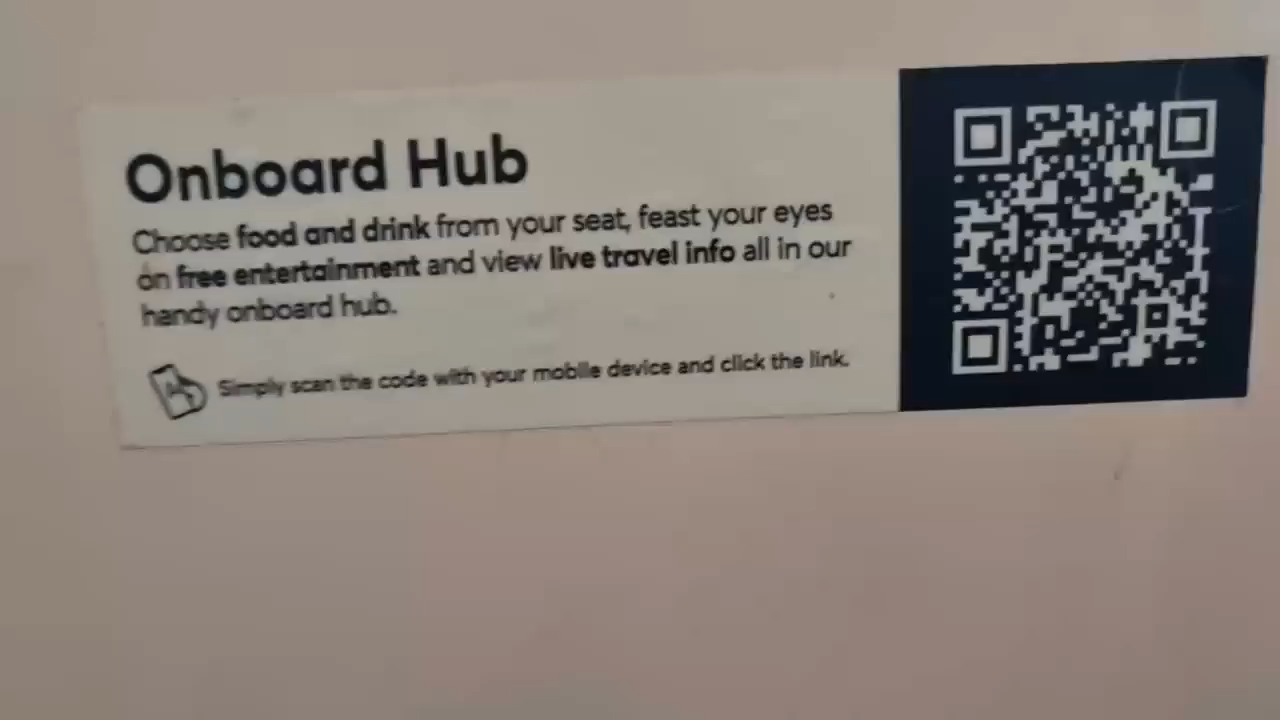 Onboard Hub
Choose food and drink from your seat, feast your eyes
on free entertainment and view live travel info all in our
handy onboard hub.
Simply scan the code with your mobile device and click the link.